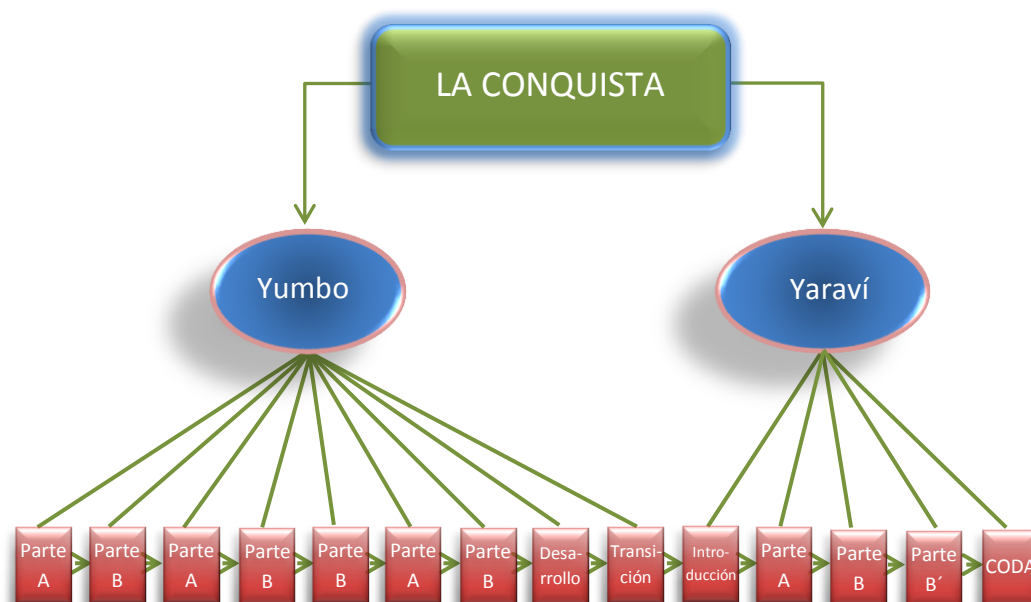 LA CONQUISTA
Yumbo
Yaraví
Parte
A
Parte
B
Parte
A
Parte
B
Parte
B
Parte
A
Parte
B
Desa-
rrollo
Transi-
ción
Intro-
ducción
Parte
A
Parte
B
Parte
B´
CODA